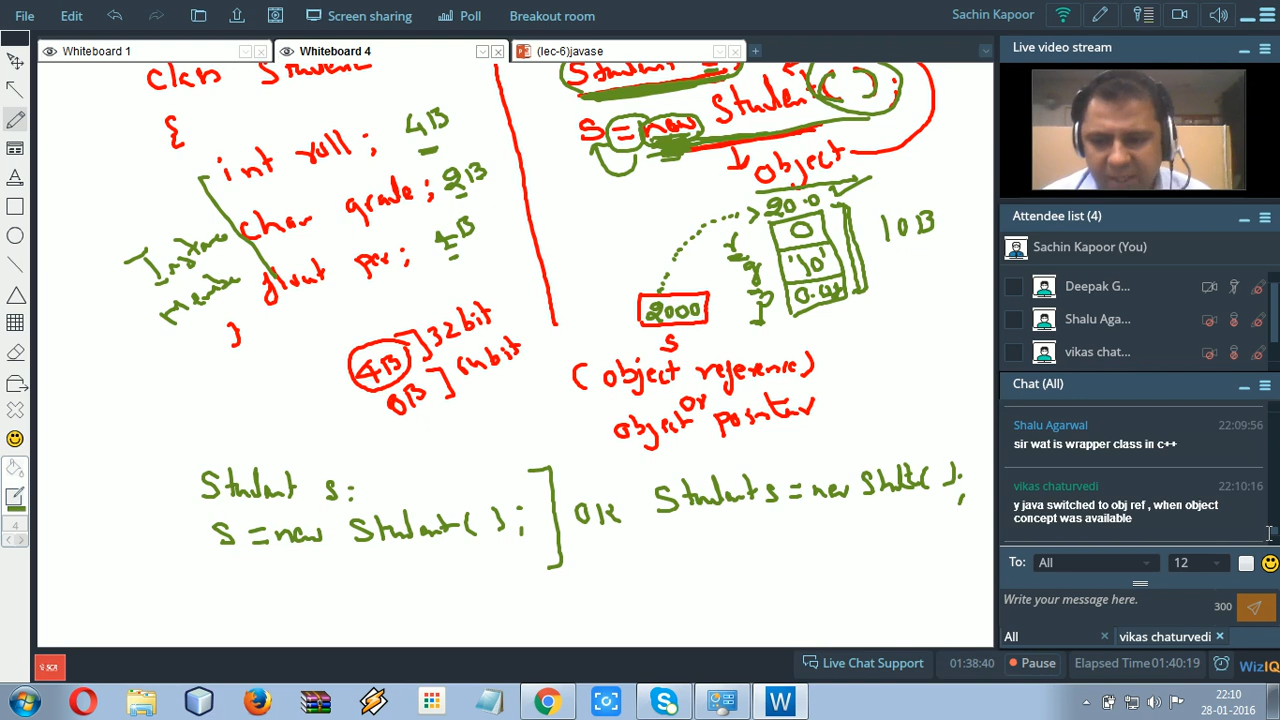 File
Edit
Screen sharing
Poll
Breakout room
Sachin Kapoor
Whiteboard 1
Whiteboard 4
(lec-6)javase
Live video stream
class Student
{
int roll ; 4B
char grade ; 2B
float per ; 4B
}
Instance
4B ] 32bit
8B ] 64bit
s = new Student ( )
object
2000
0
10B
2000
s
(object reference)
or
object pointer
Student s;
s = new Student( );
OR
Student s = new Student( );
Attendee list (4)
Sachin Kapoor (You)
Deepak G...
Shalu Aga...
vikas chat...
Chat (All)
Shalu Agarwal 22:09:56
sir wat is wrapper class in c++
vikas chaturvedi 22:10:16
y java switched to obj ref , when object
concept was available
To: All 12
Write your message here. 300
All
vikas chaturvedi
4
Live Chat Support
01:38:40
Pause
Elapsed Time 01:40:19
WizIQ
22:10
28-01-2016